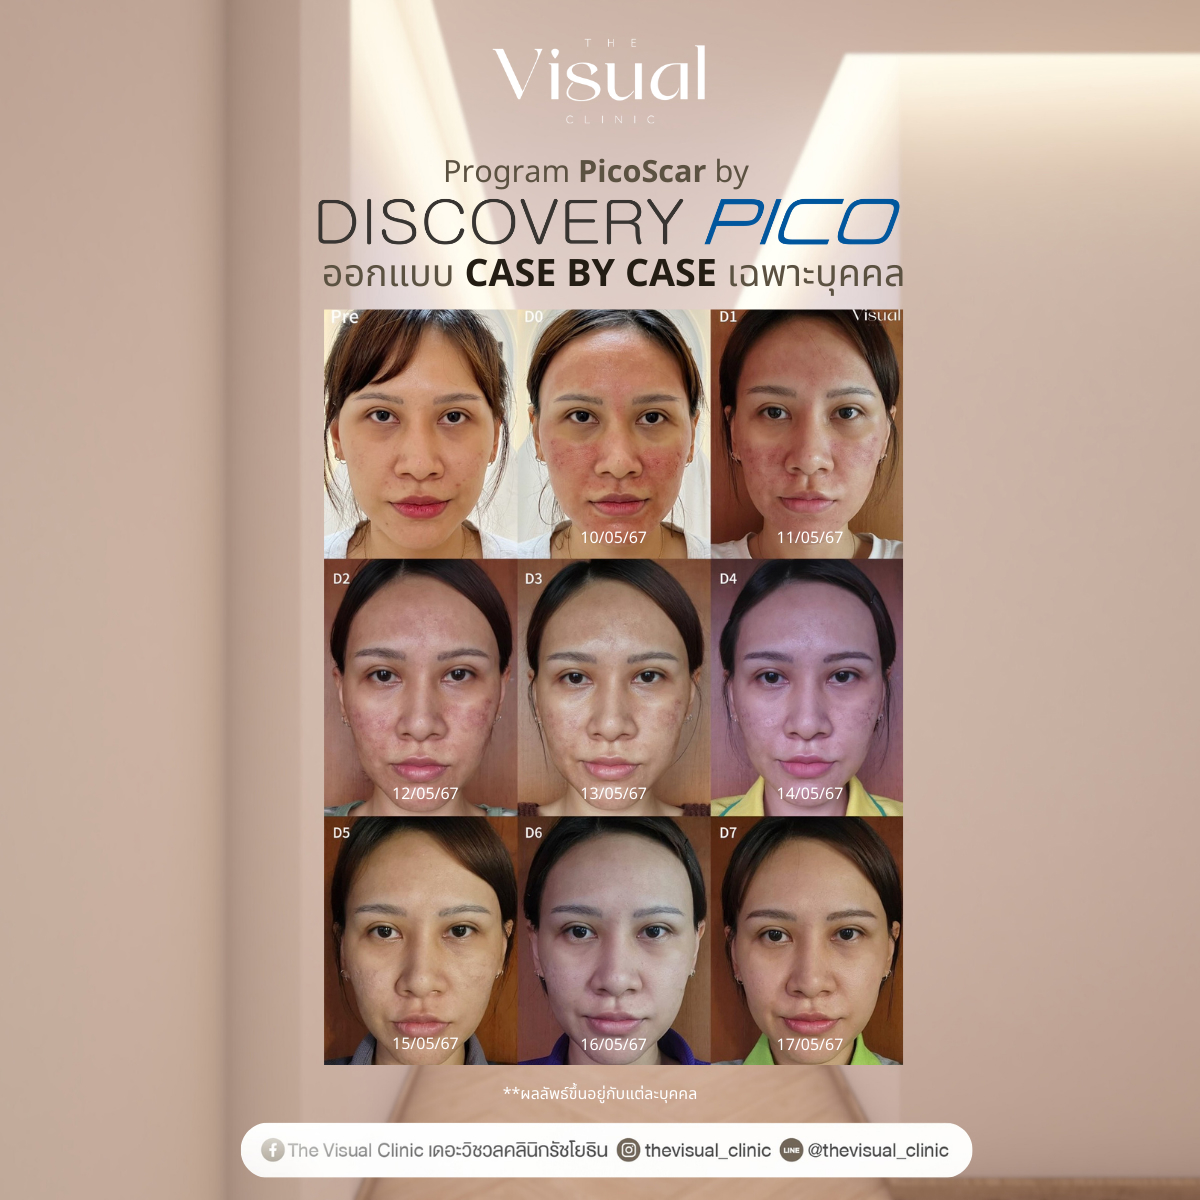 THE
Visual
CLINIC
Program PicoScar by
DISCOVERY PICO
ออกแบบ CASE BY CASE เฉพาะบุคคล
Pre
D0
10/05/67
D1
Visual
11/05/67
D2
12/05/67
D3
13/05/67
D4
14/05/67
D5
15/05/67
D6
16/05/67
D7
17/05/67
**ผลลัพธ์ขึ้นอยู่กับแต่ละบุคคล
The Visual Clinic เดอะวิชวลคลินิกรัชโยธิน thevisual_clinic LINE @thevisual_clinic